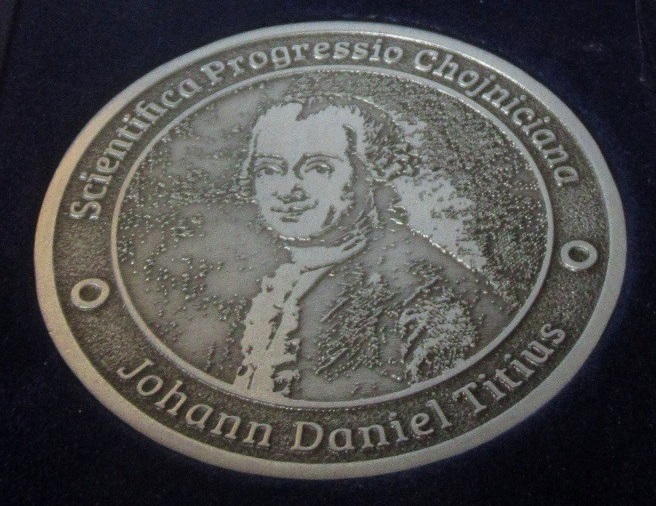 Scientifica Progressio Chojniciana
Johann Daniel Titius